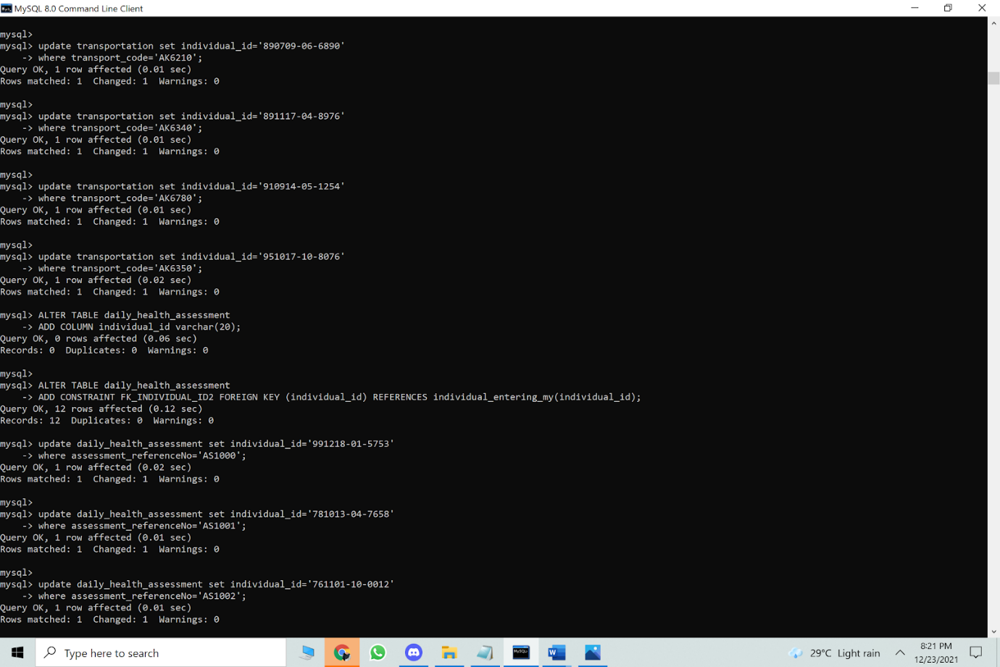 MySQL 8.0 Command Line Client
mysql>
mysql> update transportation set individual_id='890709-06-6890'
    -> where transport_code='AK6210';
Query OK, 1 row affected (0.01 sec)
Rows matched: 1  Changed: 1  Warnings: 0
mysql>
mysql> update transportation set individual_id='891117-04-8976'
    -> where transport_code='AK6340';
Query OK, 1 row affected (0.01 sec)
Rows matched: 1  Changed: 1  Warnings: 0
mysql>
mysql> update transportation set individual_id='910914-05-1254'
    -> where transport_code='AK6780';
Query OK, 1 row affected (0.01 sec)
Rows matched: 1  Changed: 1  Warnings: 0
mysql>
mysql> update transportation set individual_id='951017-10-8076'
    -> where transport_code='AK6350';
Query OK, 1 row affected (0.02 sec)
Rows matched: 1  Changed: 1  Warnings: 0
mysql> ALTER TABLE daily_health_assessment
    -> ADD COLUMN individual_id varchar(20);
Query OK, 0 rows affected (0.06 sec)
Records: 0  Duplicates: 0  Warnings: 0
mysql>
mysql> ALTER TABLE daily_health_assessment
    -> ADD CONSTRAINT FK_INDIVIDUAL_ID2 FOREIGN KEY (individual_id) REFERENCES individual_entering_my(individual_id);
Query OK, 12 rows affected (0.12 sec)
Records: 12  Duplicates: 0  Warnings: 0
mysql> update daily_health_assessment set individual_id='991218-01-5753'
    -> where assessment_referenceNo='AS1000';
Query OK, 1 row affected (0.02 sec)
Rows matched: 1  Changed: 1  Warnings: 0
mysql>
mysql> update daily_health_assessment set individual_id='781013-04-7658'
    -> where assessment_referenceNo='AS1001';
Query OK, 1 row affected (0.01 sec)
Rows matched: 1  Changed: 1  Warnings: 0
mysql>
mysql> update daily_health_assessment set individual_id='761101-10-0012'
    -> where assessment_referenceNo='AS1002';
Query OK, 1 row affected (0.01 sec)
Rows matched: 1  Changed: 1  Warnings: 0
Type here to search
29°C Light rain
8:21 PM
12/23/2021